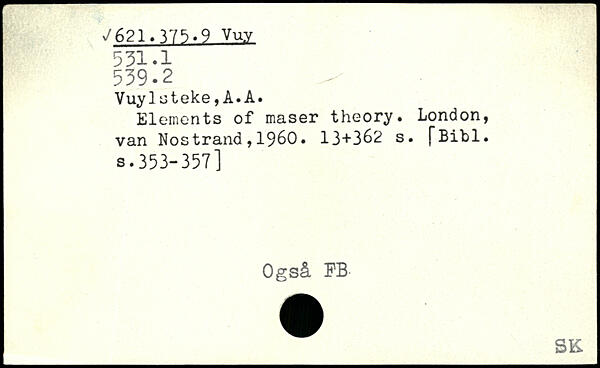 √621.375.9 Vuy
531.1
539.2
Vuylsteke,A.A.
Elements of maser theory. London,
van Nostrand,1960. 13+362 s. [Bibl.
s.353-357]
Også FB
SK